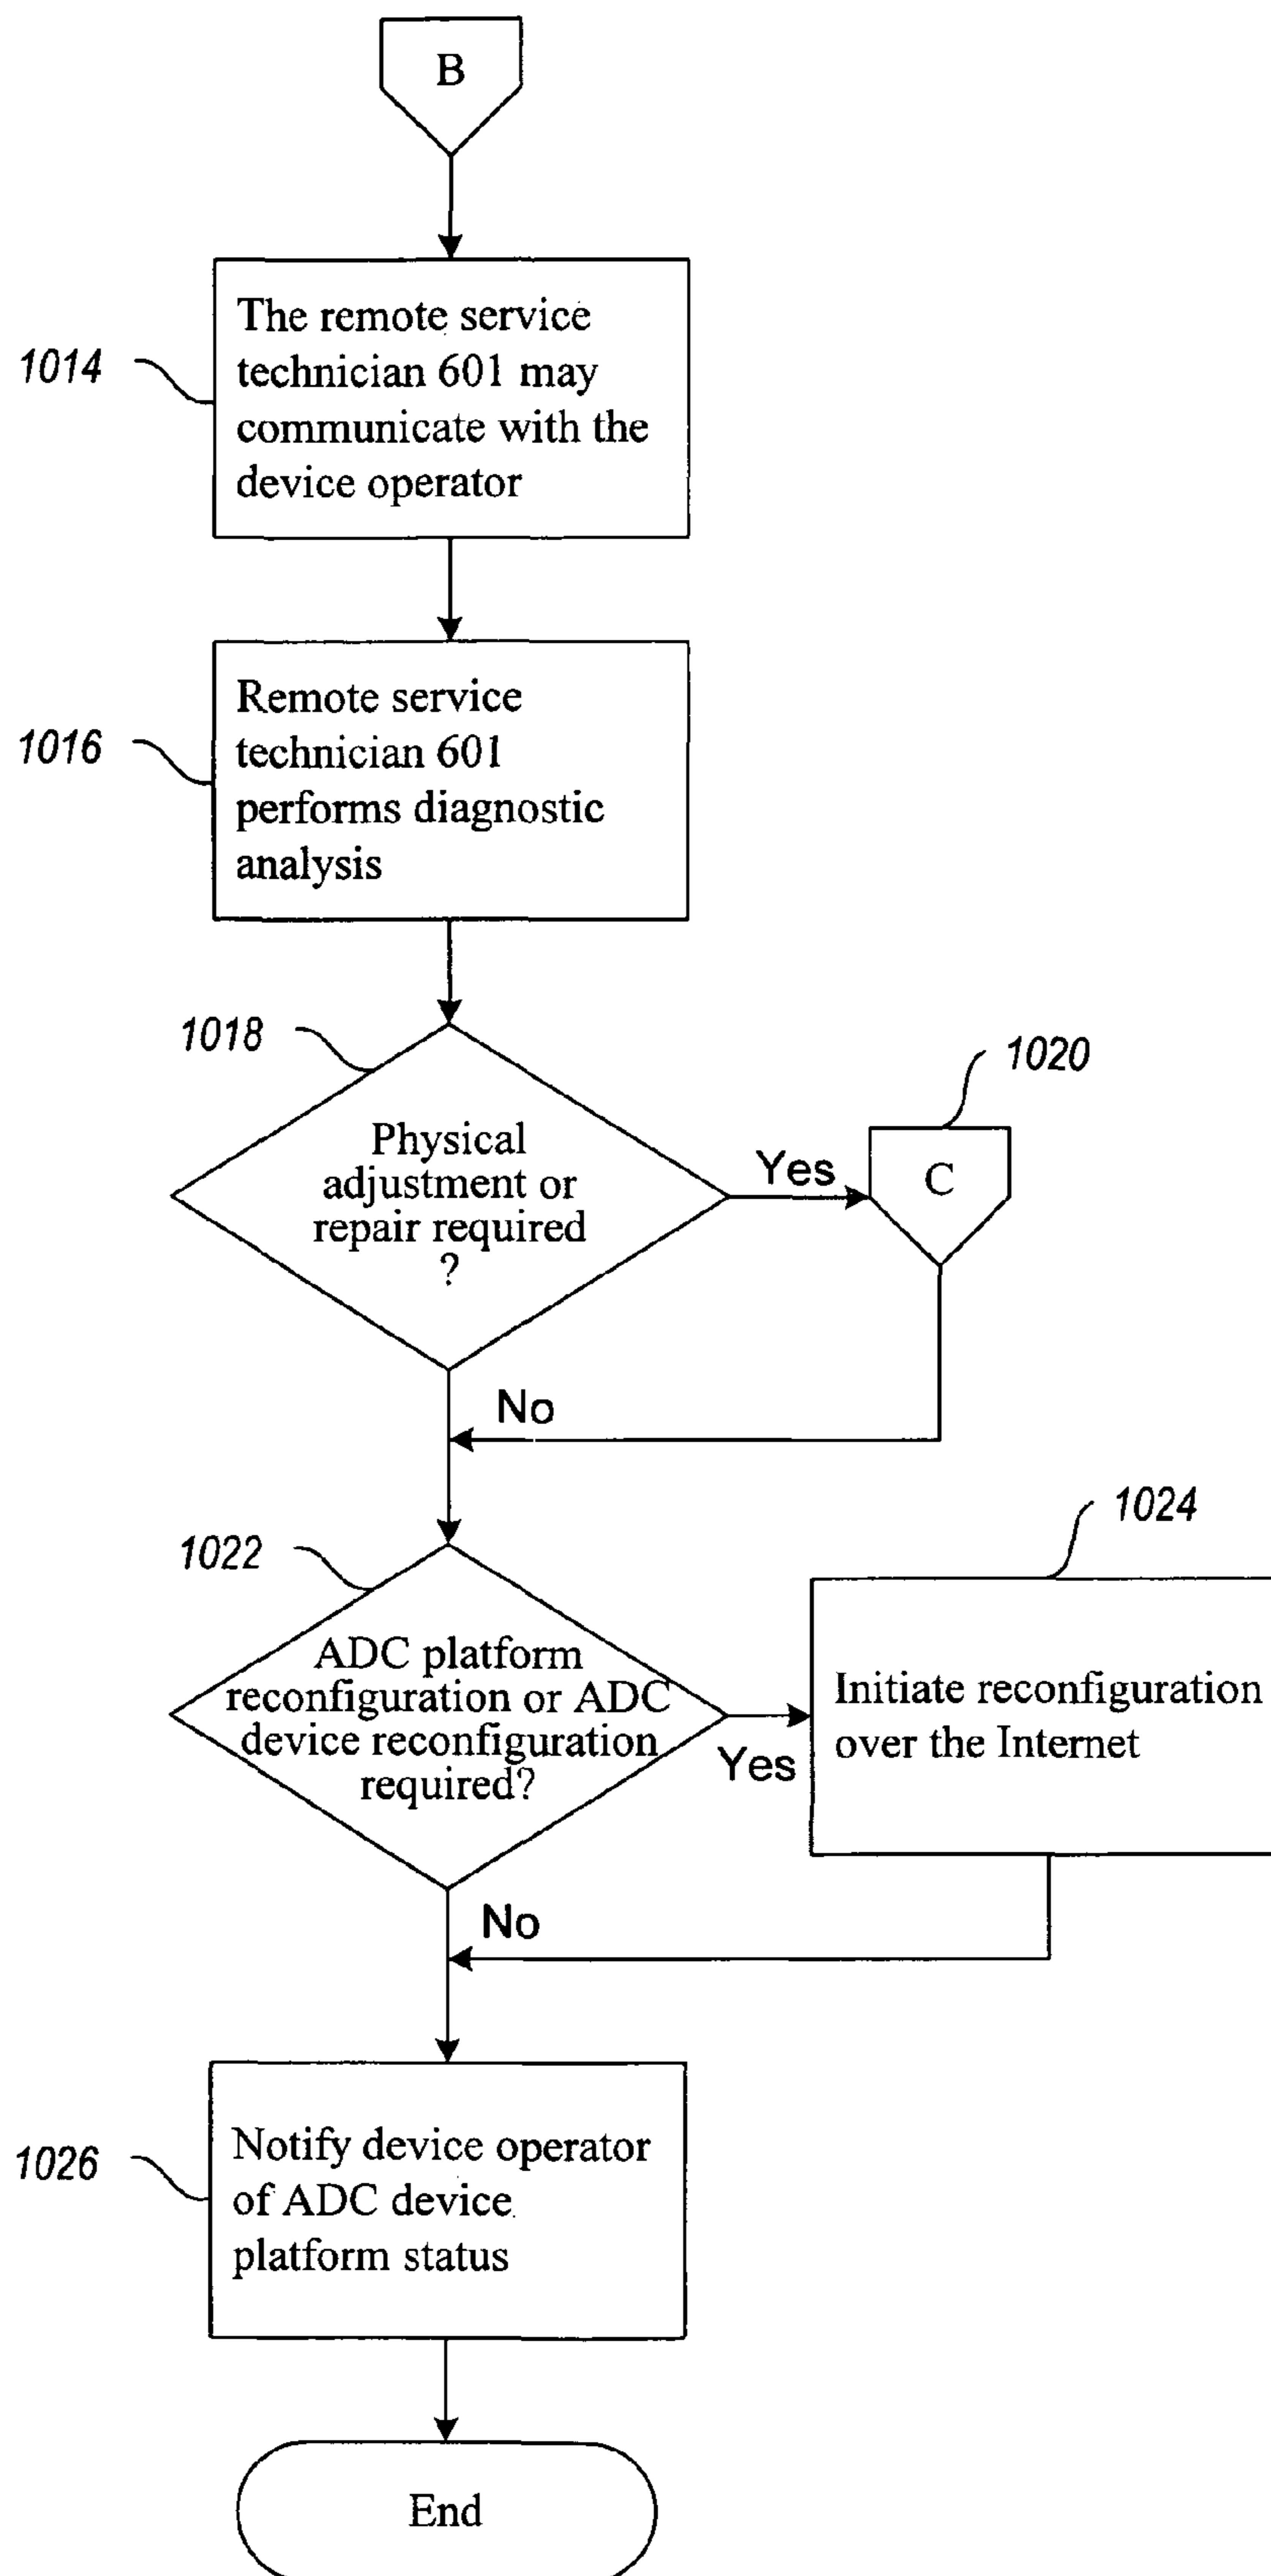 B
1014
The remote service
technician 601 may
communicate with the
device operator
1016
Remote service
technician 601
performs diagnostic
analysis
1018
Physical
adjustment or
repair required
?
Yes
1020
C
No
1022
ADC platform
reconfiguration or ADC
device reconfiguration
required?
Yes
1024
Initiate reconfiguration
over the Internet
No
1026
Notify device operator
of ADC device
platform status
End